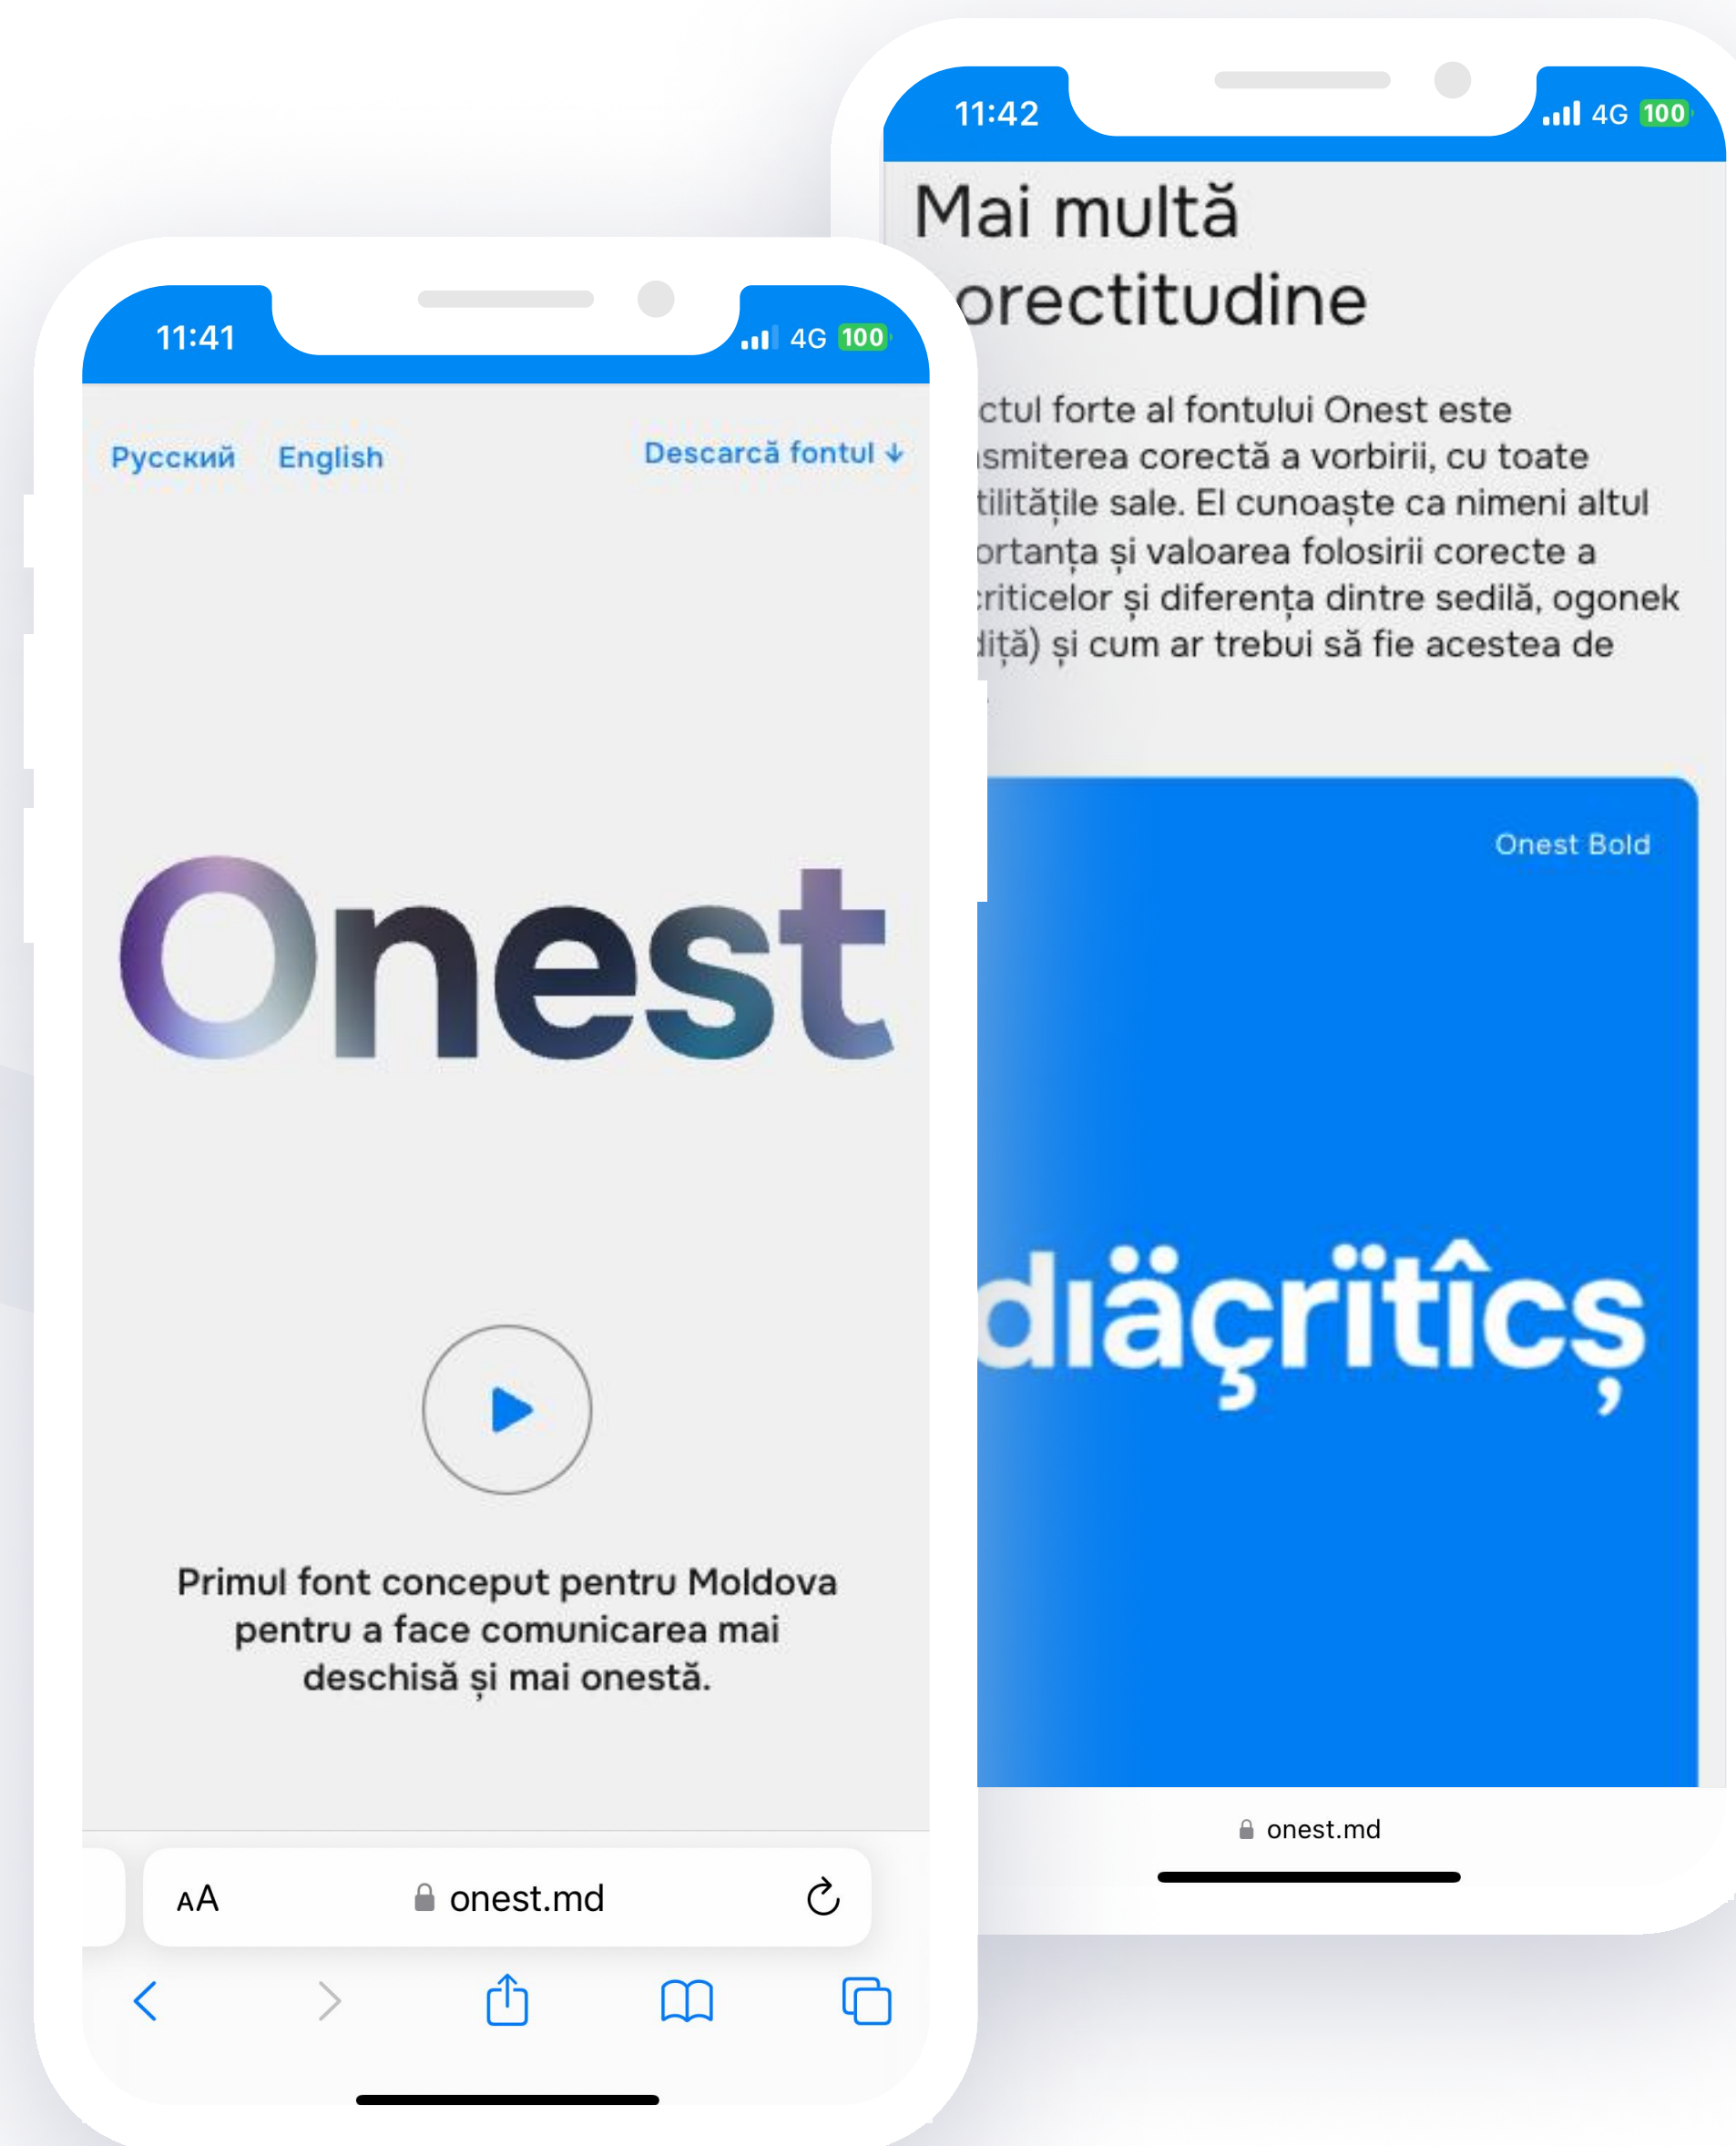 11:41
4G 100
Русский English Descarcă fontul ↓
Onest
Primul font conceput pentru Moldova
pentru a face comunicarea mai
deschisă și mai onestă.
AA onest.md
11:42
4G 100
Mai multă
orectitudine
ctul forte al fontului Onest este
smiterea corectă a vorbirii, cu toate
tilitățile sale. El cunoaște ca nimeni altul
ortanța și valoarea folosirii corecte a
criticelor și diferența dintre sedilă, ogonek
diță) și cum ar trebui să fie acestea de
Onest Bold
dıäçrïtîcș
onest.md